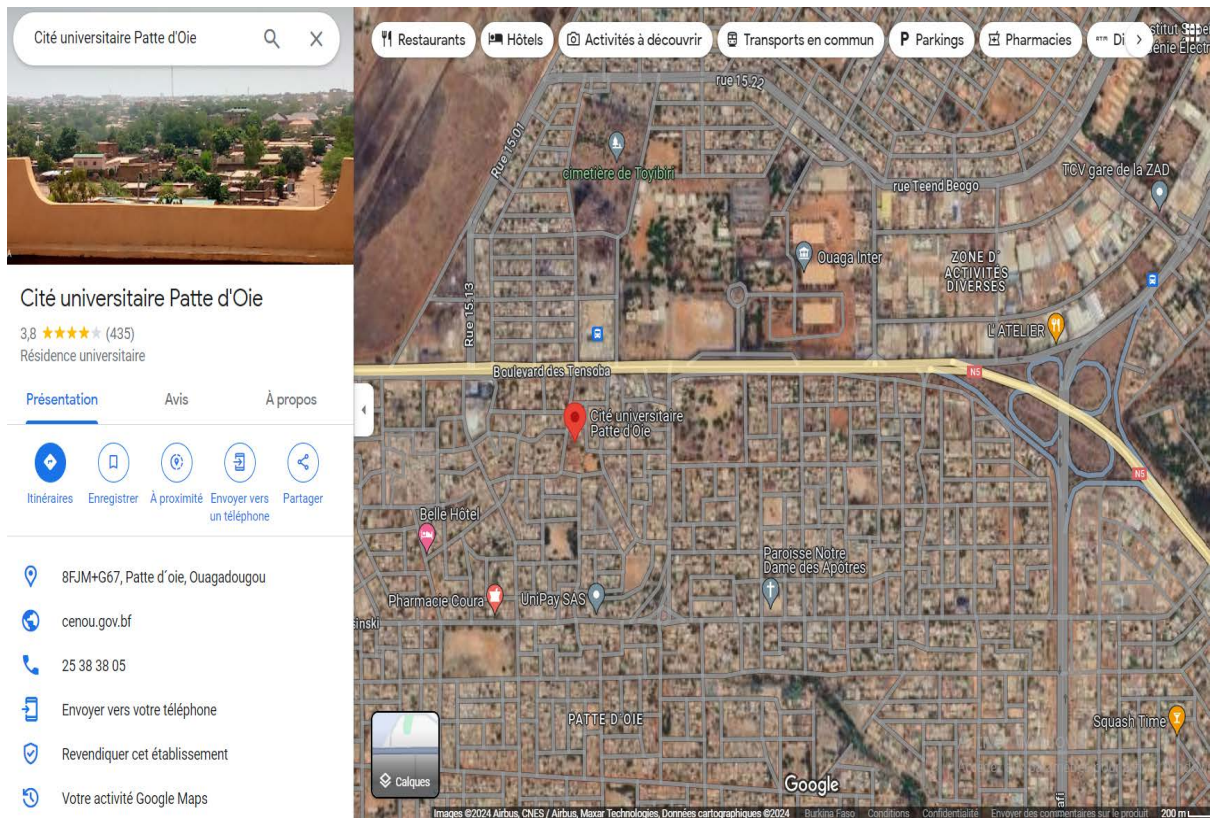 Cité universitaire Patte d'Oie
Cité universitaire Patte d'Oie
3,8 (435)
Résidence universitaire
Présentation Avis À propos
Itinéraires
Enregistrer
À proximité
Envoyer vers
un téléphone
Partager
8FJM+G67, Patte d´oie, Ouagadougou
cenou.gov.bf
25 38 38 05
Envoyer vers votre téléphone
Revendiquer cet établissement
Votre activité Google Maps
Restaurants Hôtels Activités à découvrir Transports en commun P Parkings Pharmacies
rue 15.22
Rue 15.01
cimetière de Toyibiri
TCV gare de la ZAD
rue Teend Beogo
Ouaga Inter
ZONE D´
ACTIVITÉS
DIVERSES
Rue 15.13
L'ATELIER
Boulevard des Tensoba
N5
Cité universitaire
Patte d'Oie
N5
Belle Hôtel
Paroisse Notre
Dame des Apôtres
Pharmacie Coura
UniPay SAS
PATTE D'OIE
Squash Time
Calques
Google
Images ©2024 Airbus, CNES / Airbus, Maxar Technologies, Données cartographiques ©2024 Burkina Faso Conditions Confidentialité Envoyer des commentaires sur le produit 200 m